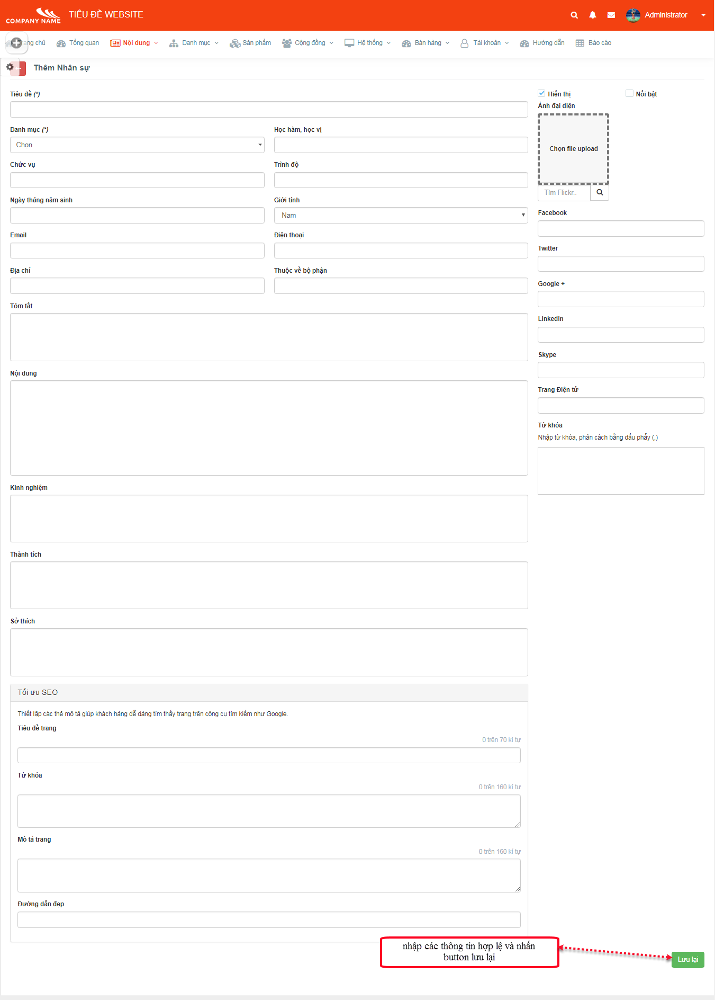 COMPANY NAME
TIÊU ĐỀ WEBSITE
Administrator
Tổng quan
Nội dung
Danh mục
Sản phẩm
Cộng đồng
Hệ thống
Bán hàng
Tài khoản
Hướng dẫn
Báo cáo
Thêm Nhân sự
Tiêu đề (*)
Hiển thị
Nổi bật
Ảnh đại diện
Chọn file upload
Tìm Flickr..
Danh mục (*)
Chọn
Học hàm, học vị
Chức vụ
Trình độ
Ngày tháng năm sinh
Giới tính
Nam
Email
Điện thoại
Địa chỉ
Thuộc về bộ phận
Tóm tắt
Nội dung
Kinh nghiệm
Thành tích
Sở thích
Facebook
Twitter
Google +
LinkedIn
Skype
Trang Điện tử
Từ khóa
Nhập từ khóa, phân cách bằng dấu phẩy (,)
Tối ưu SEO
Thiết lập các thẻ mô tả giúp khách hàng dễ dàng tìm thấy trang trên công cụ tìm kiếm như Google.
Tiêu đề trang
0 trên 70 kí tự
Từ khóa
0 trên 160 kí tự
Mô tả trang
0 trên 160 kí tự
Đường dẫn đẹp
nhập các thông tin hợp lệ và nhấn
button lưu lại
Lưu lại